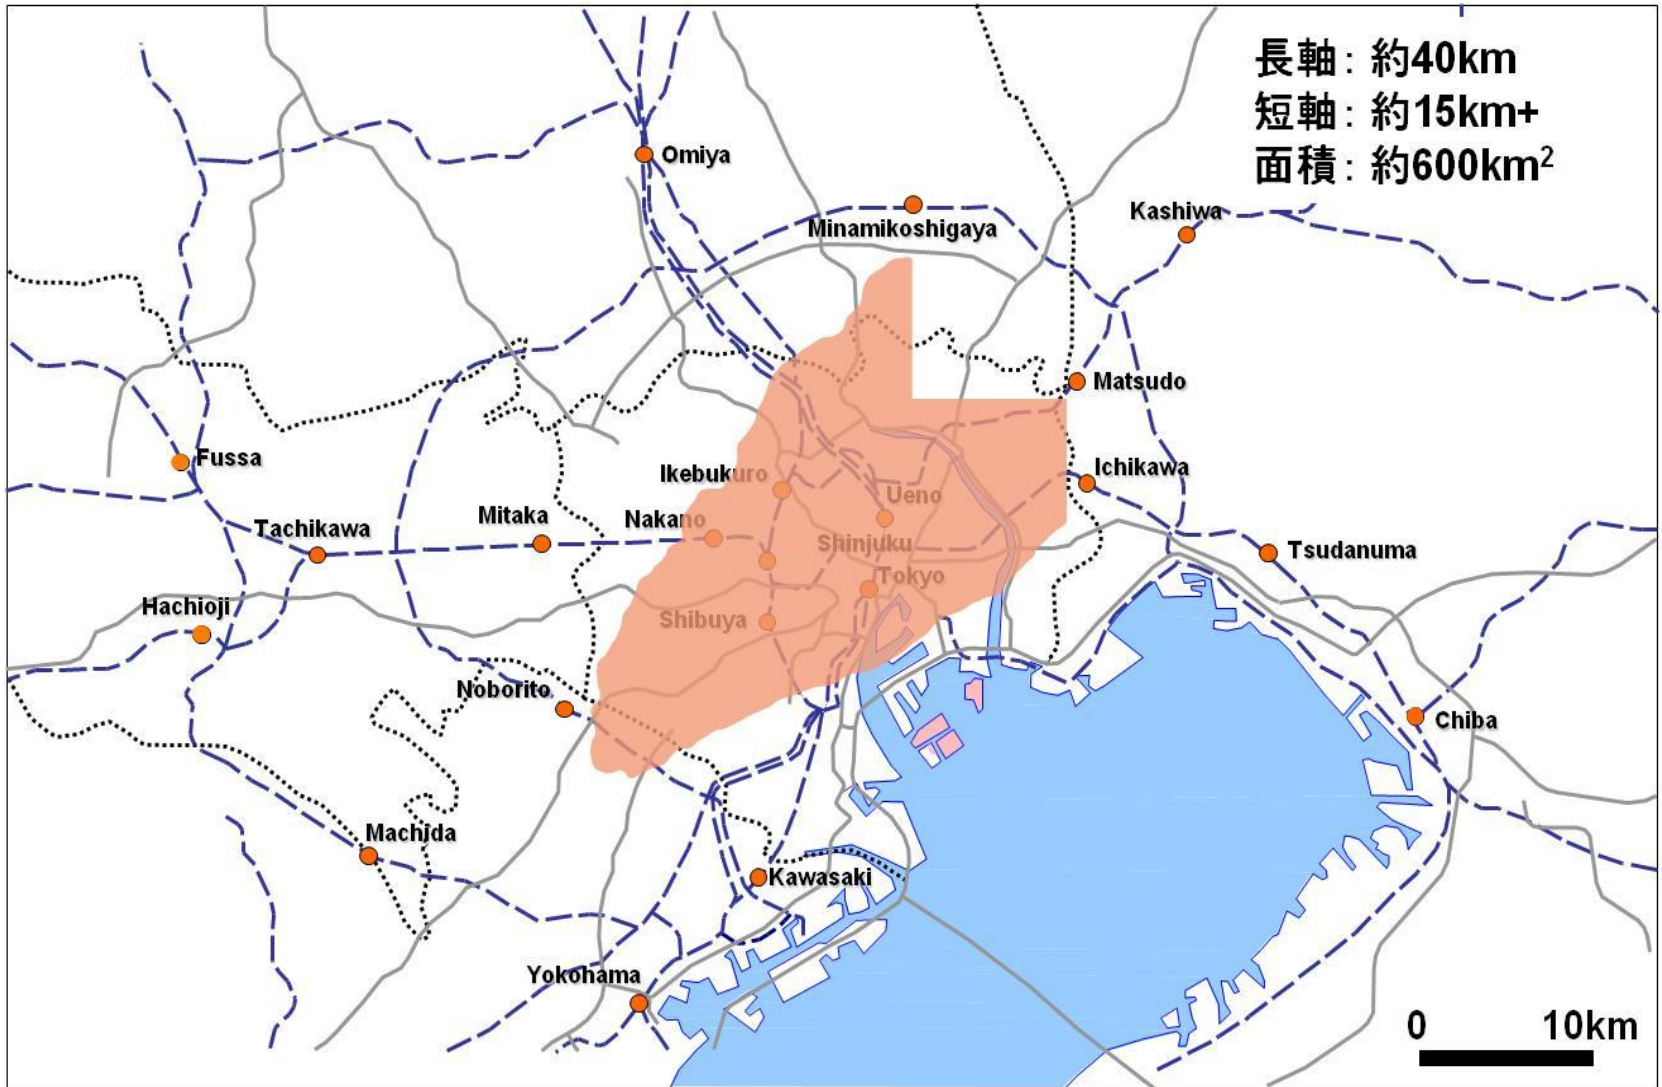 長軸： 約40km
短軸： 約15km+
面積： 約600km²
Omiya
Kashiwa
Minamikoshigaya
Matsudo
Fussa
Ikebukuro
Ichikawa
Ueno
Mitaka
Nakano
Tachikawa
Shinjuku
Tsudanuma
Tokyo
Hachioji
Shibuya
Noborito
Chiba
Machida
Kawasaki
Yokohama
0 10km